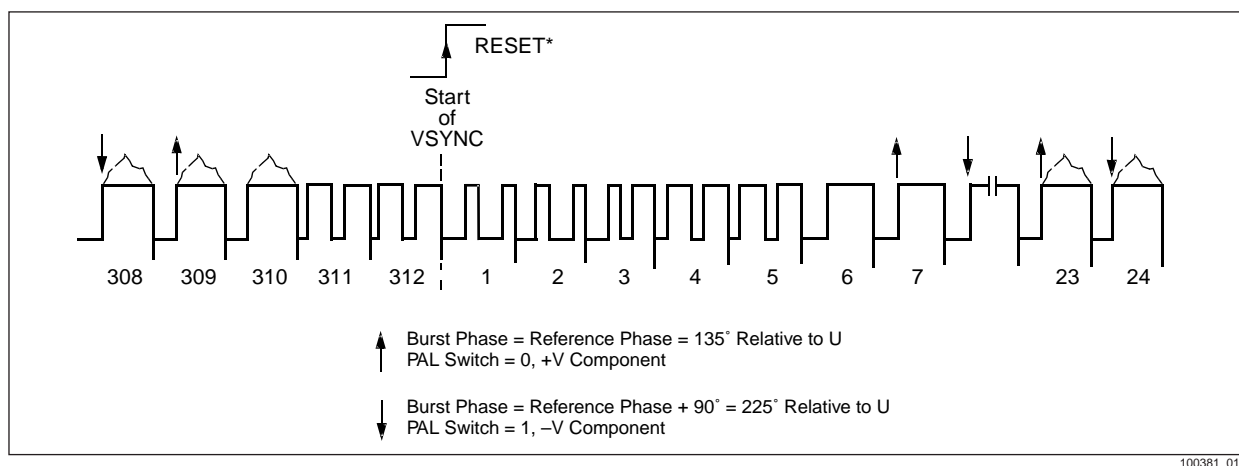 RESET*
Start
of
VSYNC
308 309 310 311 312 1 2 3 4 5 6 7 23 24
Burst Phase = Reference Phase = 135° Relative to U
PAL Switch = 0, +V Component
Burst Phase = Reference Phase + 90° = 225° Relative to U
PAL Switch = 1, –V Component
100381_01